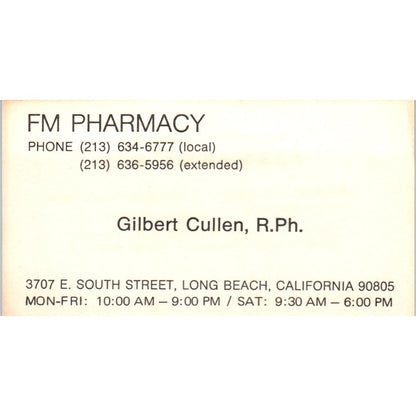 FM PHARMACY
PHONE (213) 634-6777 (local)
(213) 636-5956 (extended)
Gilbert Cullen, R.Ph.
3707 E. SOUTH STREET, LONG BEACH, CALIFORNIA 90805
MON-FRI: 10:00 AM – 9:00 PM / SAT: 9:30 AM – 6:00 PM